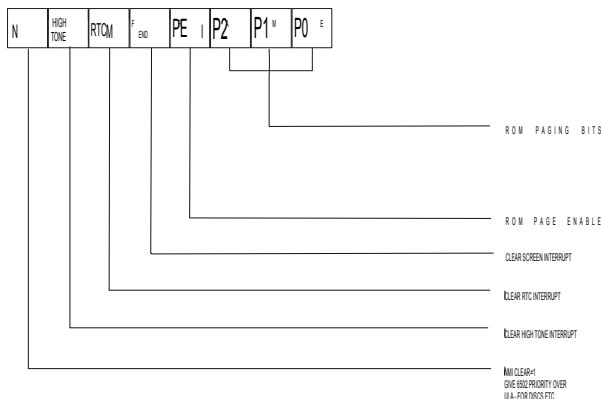 N HIGH TONE RTCM F END PE I P2 P1 M P0 E
ROM PAGING BITS
ROM PAGE ENABLE
CLEAR SCREEN INTERRUPT
CLEAR RTC INTERRUPT
CLEAR HIGH TONE INTERRUPT
NMI CLEAR=1
GIVE 6502 PRIORITY OVER
ULA - FOR DISCS ETC